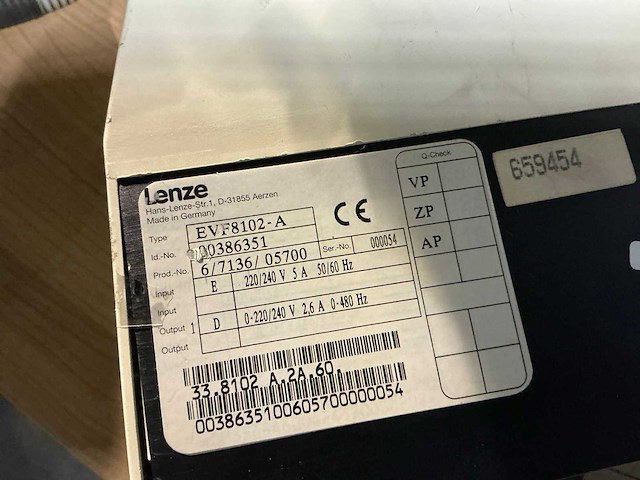 Lenze
Hans-Lenze-Str.1, D-31855 Aerzen
Made in Germany
Type EVF8102-A
Id.-No. 00386351
Prod.-No. 6/7136/05700 Ser.-No. 000054
Input E 220/240 V 5 A 50/60 Hz
Input
Output 1 D 0-220/240 V 2,6 A 0-480 Hz
Output
33.8102 A.2A.60.
00386351006057000000054
CE
Q-Check
VP
ZP
AP
659454